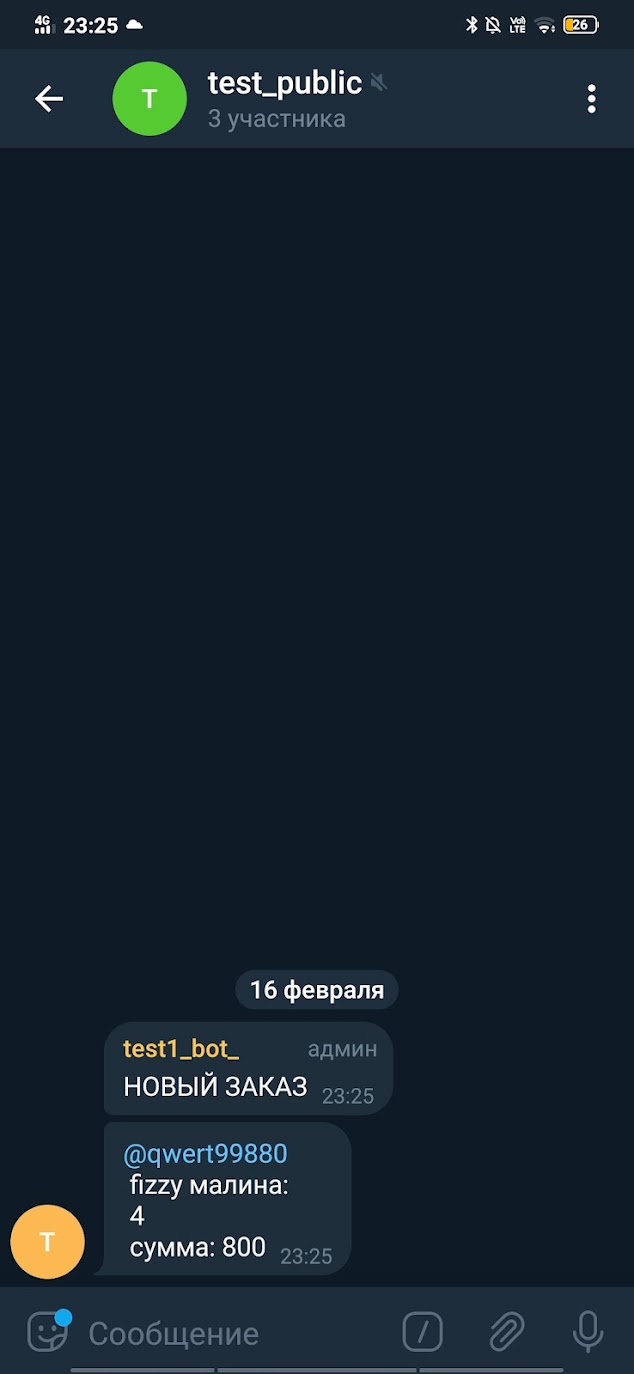 4G 23:25 Vo) LTE 26
T test_public
3 участника
16 февраля
test1_bot_ админ
НОВЫЙ ЗАКАЗ 23:25
@qwert99880
fizzy малина:
4
сумма: 800 23:25
T
Сообщение /